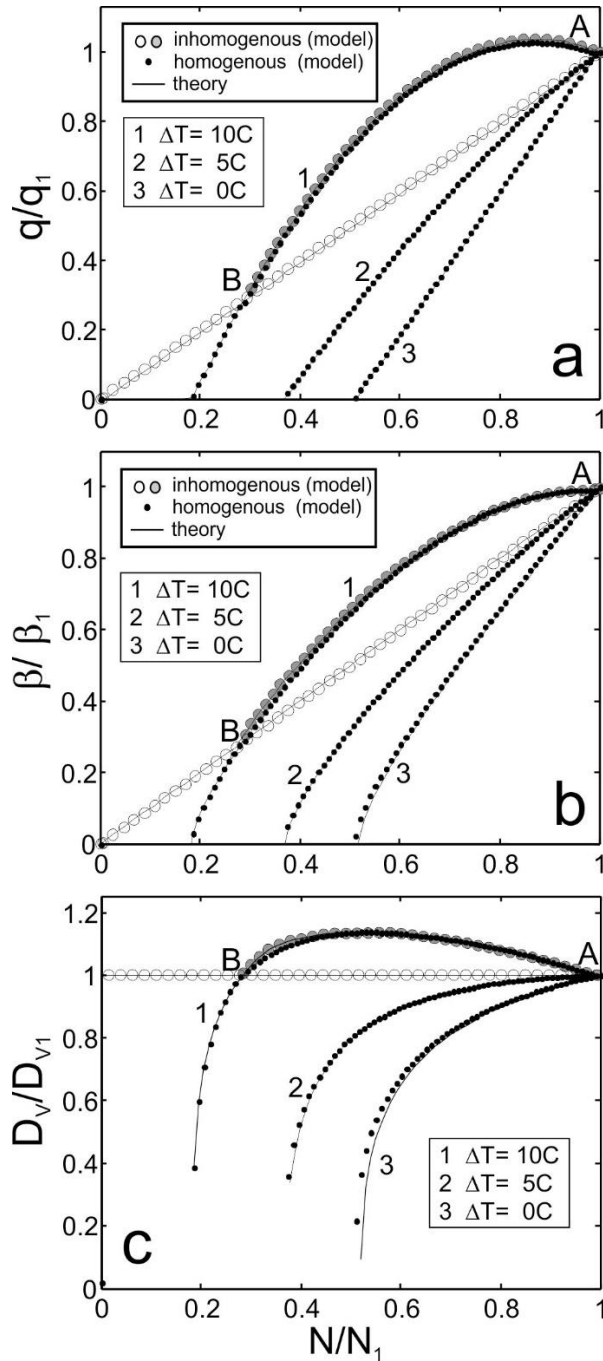 A
1
inhomogenous (model)
homogenous (model)
theory
1 ΔT= 10C
2 ΔT= 5C
3 ΔT= 0C
0.8
0.6
0.4
0.2
0
q/q₁
1
2
3
B
a
0 0.2 0.4 0.6 0.8 1
A
1
inhomogenous (model)
homogenous (model)
theory
1 ΔT= 10C
2 ΔT= 5C
3 ΔT= 0C
0.8
0.6
0.4
0.2
0
β/ β₁
1
2
3
B
b
0 0.2 0.4 0.6 0.8 1
1.2
1
0.8
0.6
0.4
0.2
0
D_V/D_V1
A
B
1
2
3
1 ΔT= 10C
2 ΔT= 5C
3 ΔT= 0C
c
0 0.2 0.4 0.6 0.8 1
N/N₁